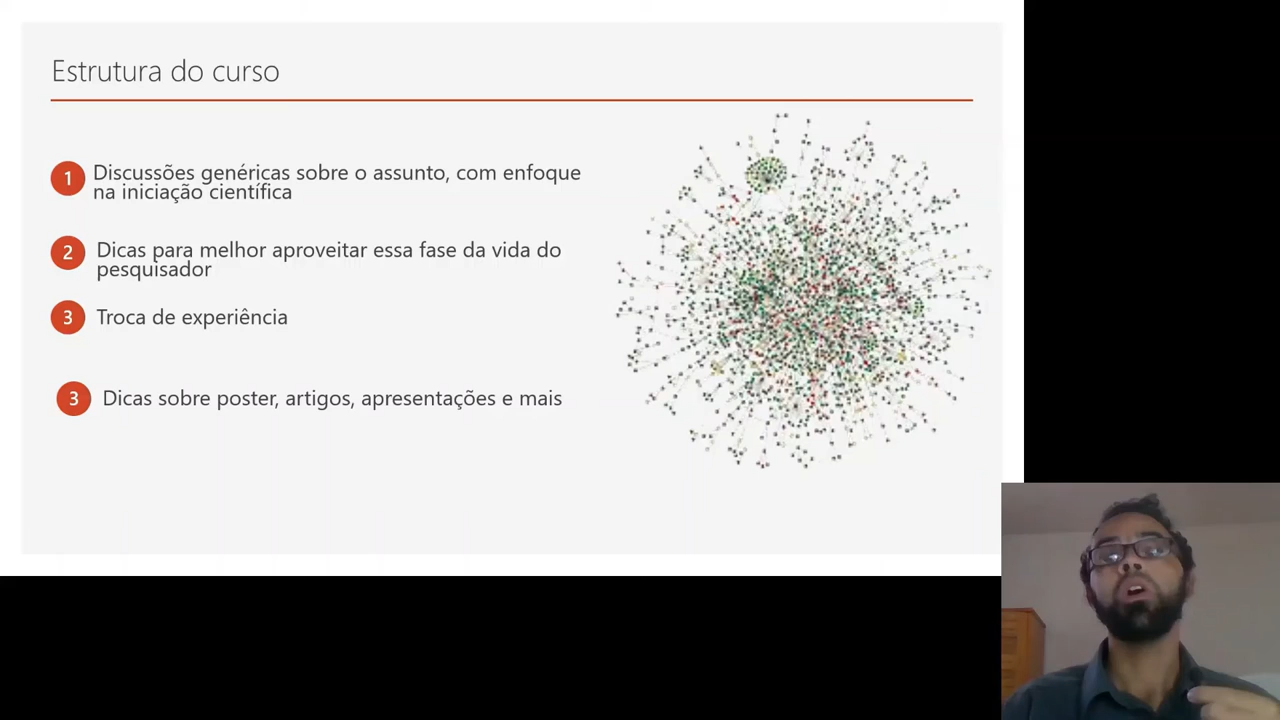 Estrutura do curso
1 Discussões genéricas sobre o assunto, com enfoque
na iniciação científica
2 Dicas para melhor aproveitar essa fase da vida do
pesquisador
3 Troca de experiência
3 Dicas sobre poster, artigos, apresentações e mais